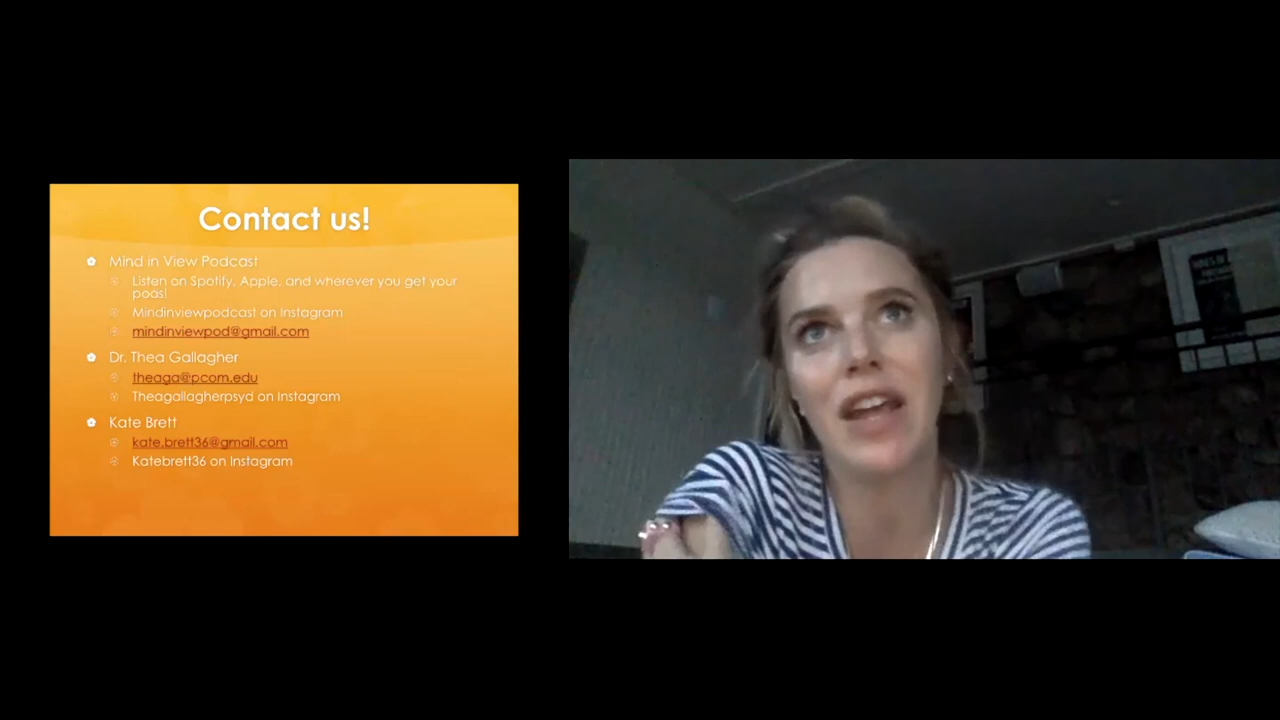 Contact us!
Mind in View Podcast
Listen on Spotify, Apple, and wherever you get your
pods!
Mindinviewpodcast on Instagram
mindinviewpod@gmail.com
Dr. Thea Gallagher
theaga@pcom.edu
Theagallagherpsyd on Instagram
Kate Brett
kate.brett36@gmail.com
Katebrett36 on Instagram